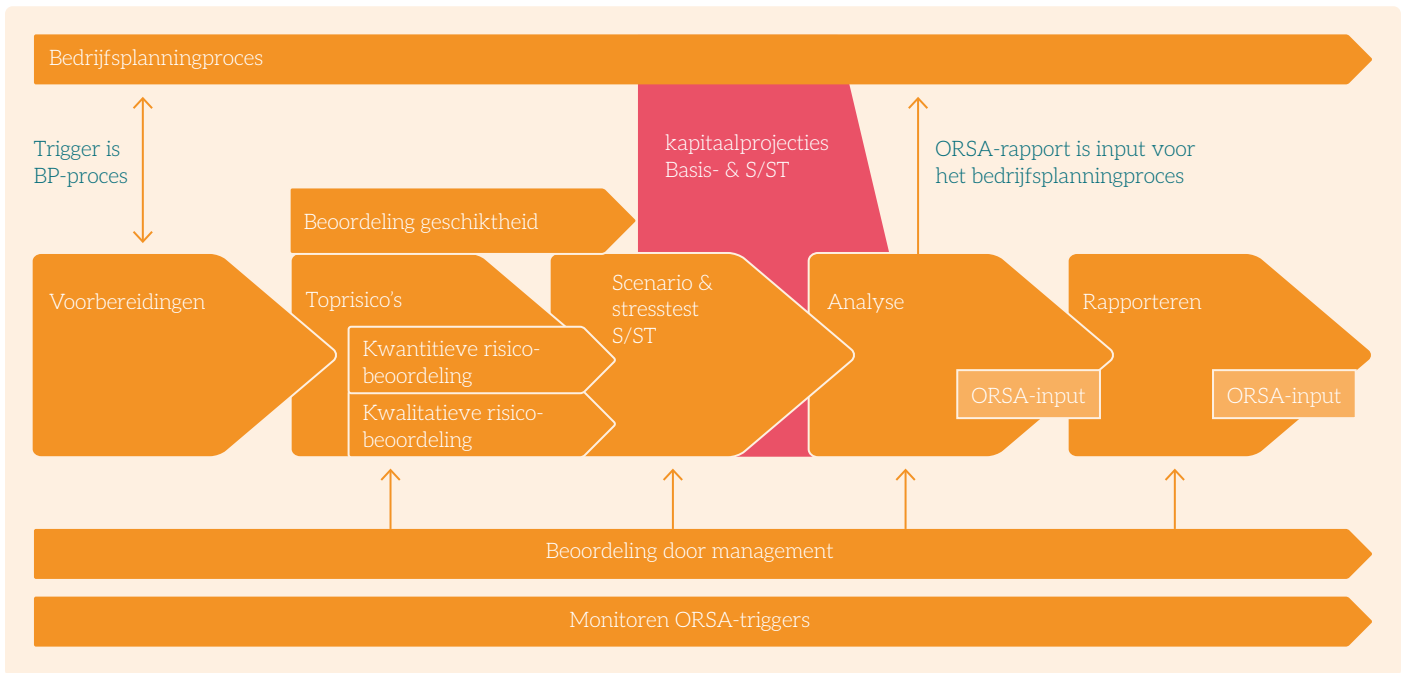 Bedrijfsplanningproces
Trigger is
BP-proces
kapitaalprojecties
Basis- & S/ST
ORSA-rapport is input voor
het bedrijfsplanningproces
Beoordeling geschiktheid
Voorbereidingen
Toprisico's
Kwantitieve risico-
beoordeling
Kwalitatieve risico-
beoordeling
Scenario &
stresstest
S/ST
Analyse
ORSA-input
Rapporteren
ORSA-input
Beoordeling door management
Monitoren ORSA-triggers